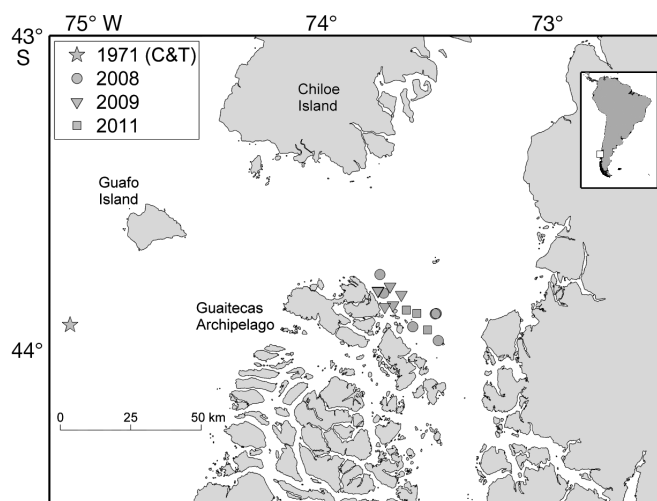 75° W 74° 73°
43°
S
1971 (C&T)
2008
2009
2011
Chiloe
Island
Guafo
Island
Guaitecas
Archipelago
44°
0 25 50 km